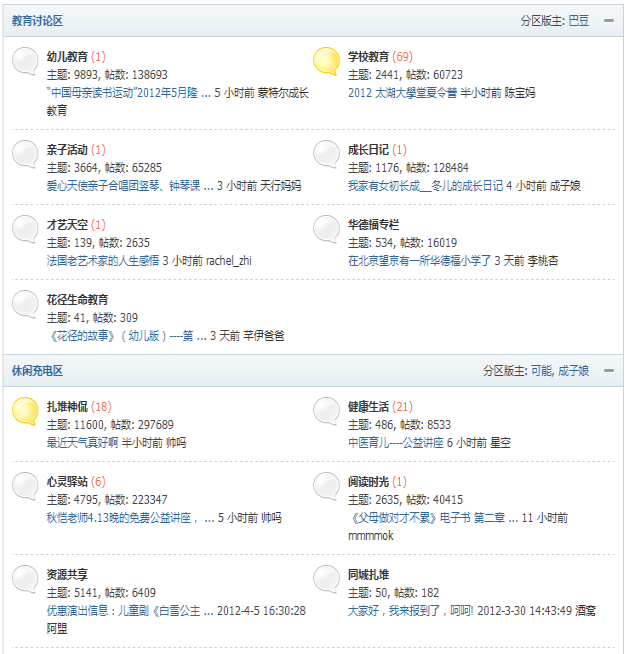 教育讨论区 分区版主: 巴豆
幼儿教育 (1)
主题: 9893, 帖数: 138693
“中国母亲读书运动”2012年5月隆 ... 5 小时前 蒙特尔成长
教育
学校教育 (69)
主题: 2441, 帖数: 60723
2012 太湖大學堂夏令營 半小时前 陈宝妈
亲子活动 (1)
主题: 3664, 帖数: 65285
爱心天使亲子合唱团竖琴、钟琴课 ... 3 小时前 天行妈妈
成长日记 (1)
主题: 1176, 帖数: 128484
我家有女初长成__冬儿的成长日记 4 小时前 成子娘
才艺天空 (1)
主题: 139, 帖数: 2635
法国老艺术家的人生感悟 3 小时前 rachel_zhi
华德福专栏
主题: 534, 帖数: 16019
在北京望京有一所华德福小学了 3 天前 李桃杏
花径生命教育
主题: 41, 帖数: 309
《花径的故事》（幼儿版）----第 ... 3 天前 芊伊爸爸
休闲充电区 分区版主: 可能, 成子娘
扎堆神侃 (18)
主题: 11600, 帖数: 297689
最近天气真好啊 半小时前 帅吗
健康生活 (21)
主题: 486, 帖数: 8533
中医育儿----公益讲座 6 小时前 星空
心灵驿站 (6)
主题: 4795, 帖数: 223347
秋恺老师4.13晚的免费公益讲座， ... 5 小时前 帅吗
阅读时光 (1)
主题: 2635, 帖数: 40415
《父母做对才不累》电子书 第二章 ... 11 小时前
mmmmok
资源共享
主题: 5141, 帖数: 6409
优惠演出信息：儿童剧《白雪公主 ... 2012-4-5 16:30:28
阿盟
同城扎堆
主题: 50, 帖数: 182
大家好，我来报到了，呵呵! 2012-3-30 14:43:49 酒窝